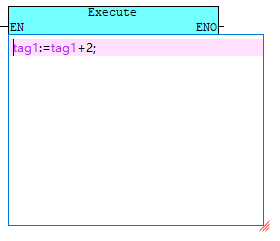 Execute
EN ENO
tag1:=tag1+2;